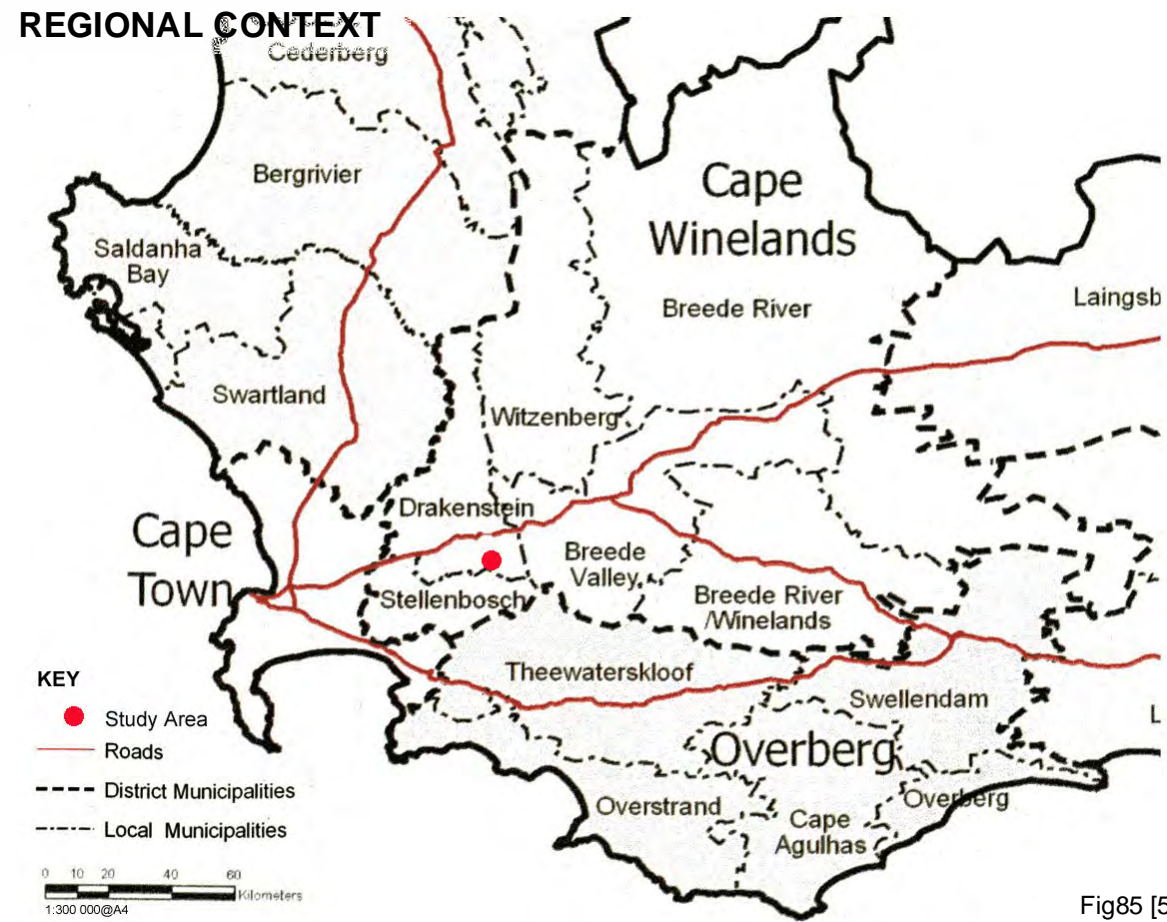 REGIONAL CONTEXT
Cederberg
Bergrivier
Cape
Winelands
Saldanha
Bay
Breede River
Laingsb
Swartland
Witzenberg
Drakenstein
Cape
Town
Breede
Valley
Stellenbosch
Breede River
/Winelands
Theewaterskloof
Swellendam
L
Overberg
Overstrand
Overberg
Cape
Agulhas
KEY
Study Area
Roads
District Municipalities
Local Municipalities
0 10 20 40 60
Kilometers
1:300 000@A4
Fig85 [5